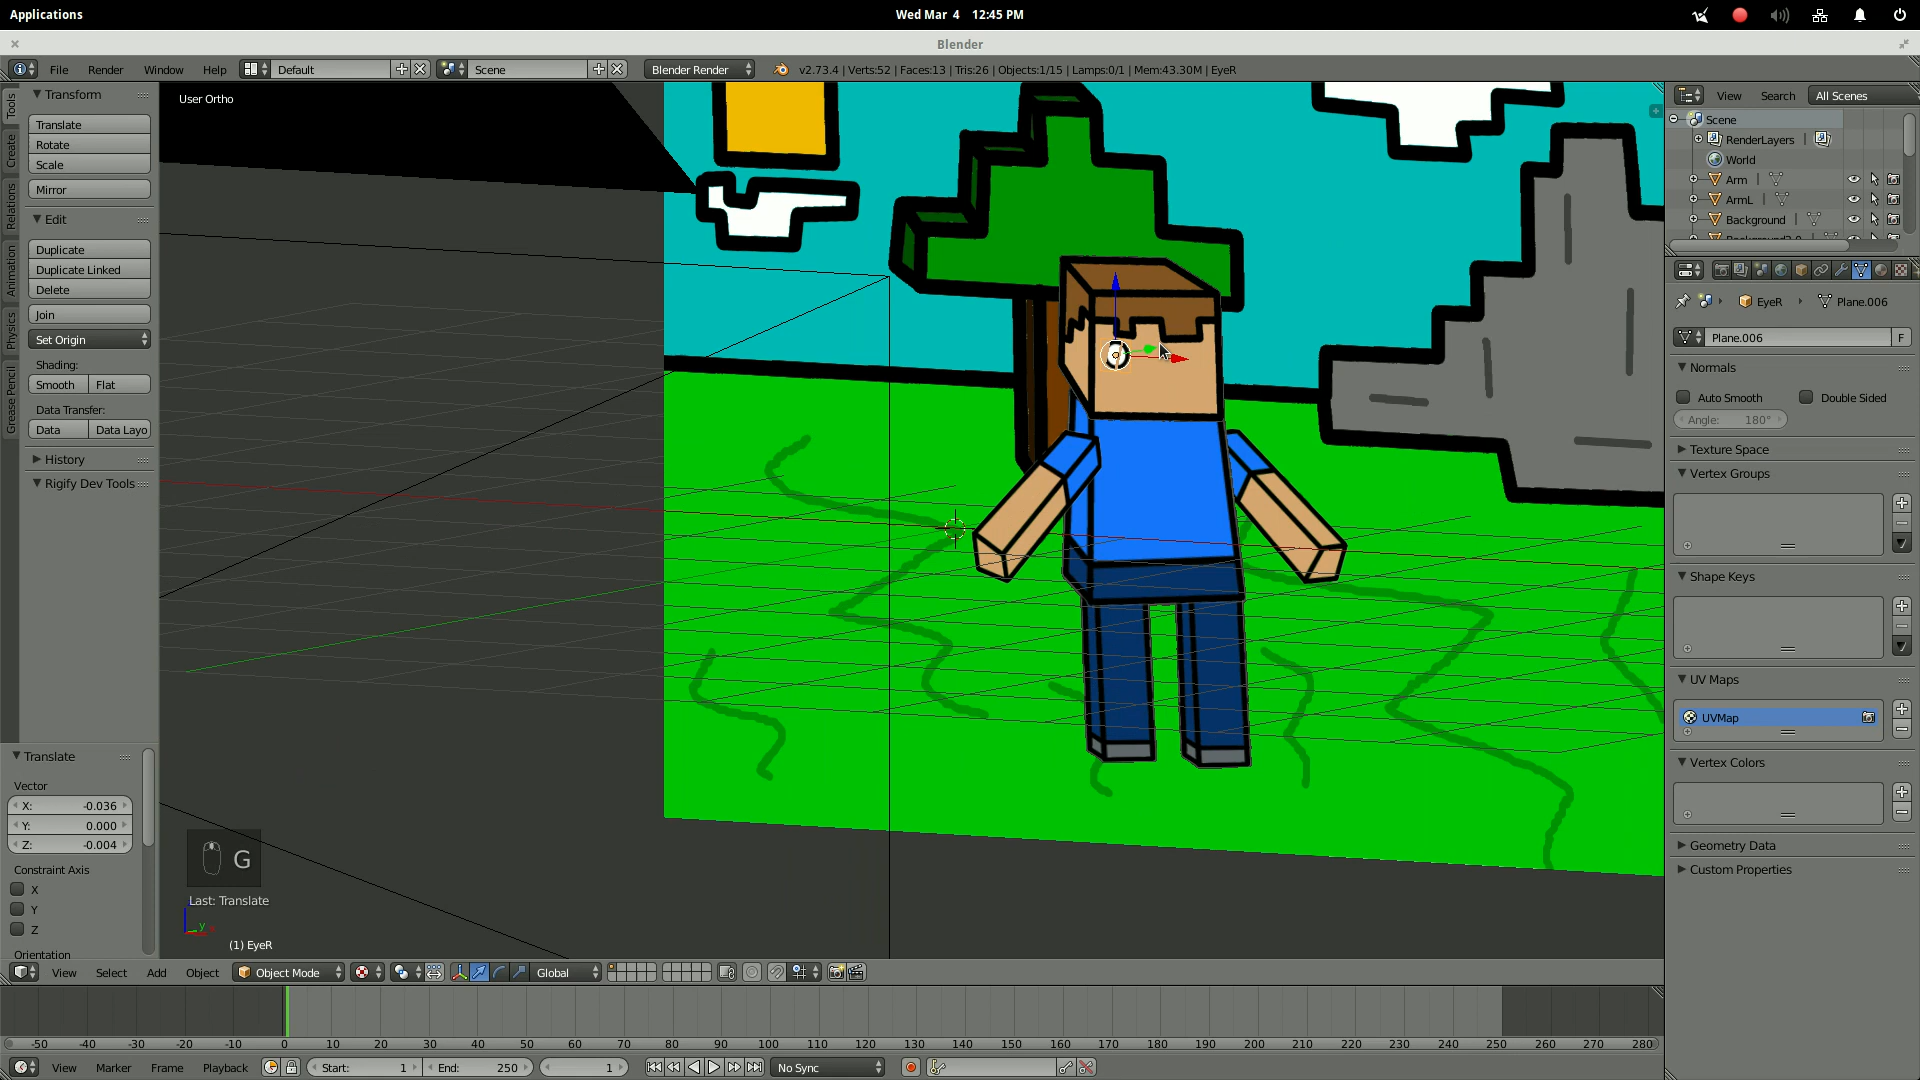 Applications
Wed Mar 4 12:45 PM
Blender
File Render Window Help Default Scene Blender Render v2.73.4 | Verts:52 | Faces:13 | Tris:26 | Objects:1/15 | Lamps:0/1 | Mem:43.30M | EyeR
Tools
Create
Relations
Animation
Physics
Grease Pencil
Transform
Translate
Rotate
Scale
Mirror
Edit
Duplicate
Duplicate Linked
Delete
Join
Set Origin
Shading:
Smooth Flat
Data Transfer:
Data Data Layo
History
Rigify Dev Tools
Translate
Vector
X: -0.036
Y: 0.000
Z: -0.004
Constraint Axis
X
Y
Z
Orientation
User Ortho
G
Last: Translate
y
(1) EyeR
View Search All Scenes
Scene
RenderLayers
World
Arm
ArmL
Background
EyeR Plane.006
Plane.006 F
Normals
Auto Smooth Double Sided
Angle: 180°
Texture Space
Vertex Groups
Shape Keys
UV Maps
UVMap
Vertex Colors
Geometry Data
Custom Properties
View Select Add Object Object Mode Global
-50 -40 -30 -20 -10 0 10 20 30 40 50 60 70 80 90 100 110 120 130 140 150 160 170 180 190 200 210 220 230 240 250 260 270 280
View Marker Frame Playback Start: 1 End: 250 1 No Sync